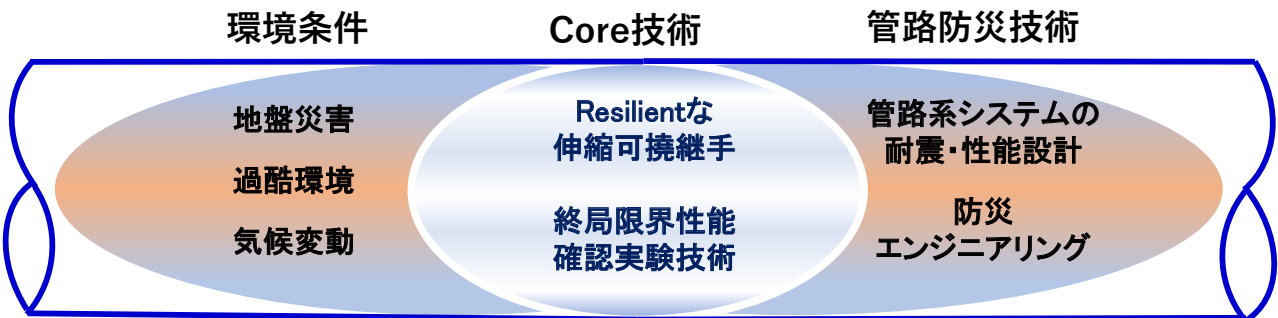 環境条件
Core技術
管路防災技術
地盤災害
過酷環境
気候変動
Resilientな
伸縮可撓継手
終局限界性能
確認実験技術
管路系システムの
耐震・性能設計
防災
エンジニアリング